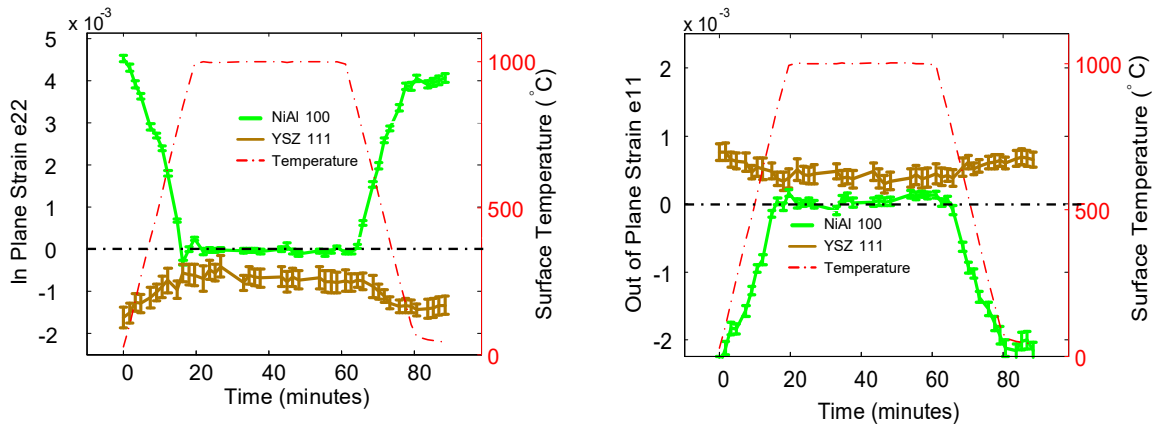 x 10⁻³
5
4
3
2
1
0
-1
-2
In Plane Strain e22
NiAl 100
YSZ 111
Temperature
1000
500
0
Surface Temperature (°C)
0 20 40 60 80
Time (minutes)
x 10⁻³
2
1
0
-1
-2
Out of Plane Strain e11
NiAl 100
YSZ 111
Temperature
1000
500
0
Surface Temperature (°C)
0 20 40 60 80
Time (minutes)